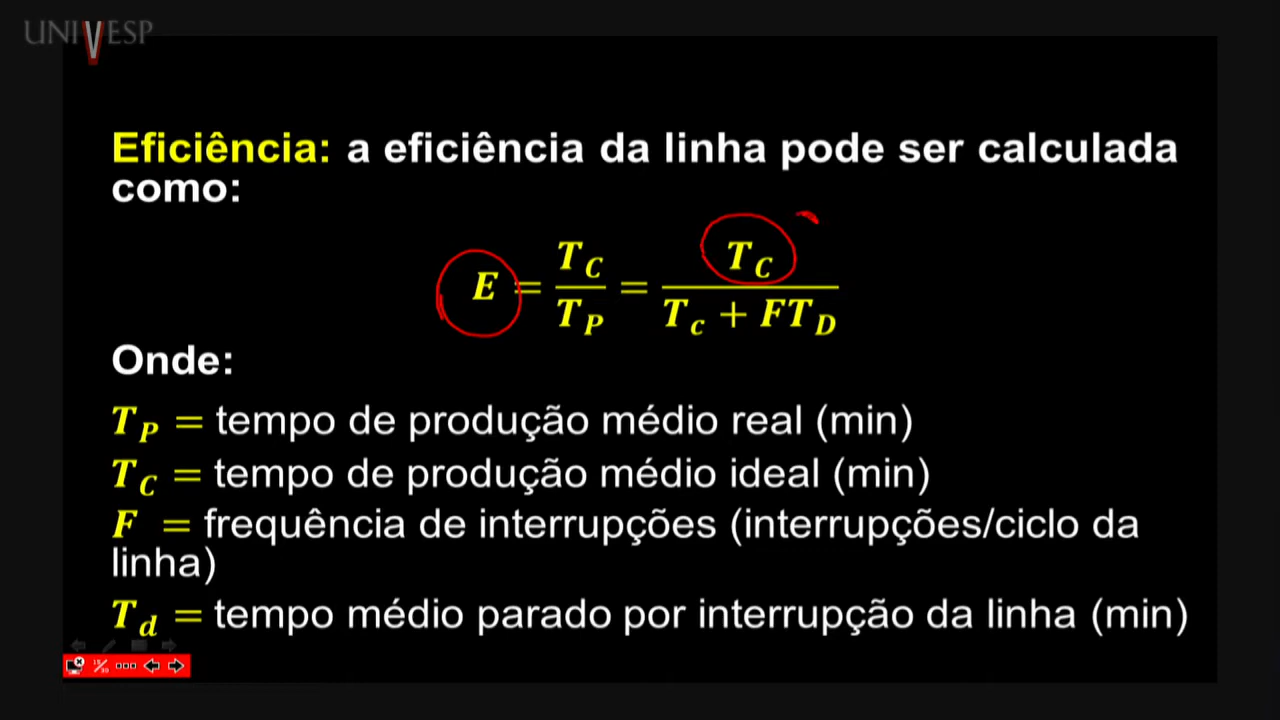 UNIVESP
Eficiência: a eficiência da linha pode ser calculada
como:
E = T_C / T_P = T_C / (T_c + FT_D)
Onde:
T_P = tempo de produção médio real (min)
T_C = tempo de produção médio ideal (min)
F = frequência de interrupções (interrupções/ciclo da
linha)
T_d = tempo médio parado por interrupção da linha (min)